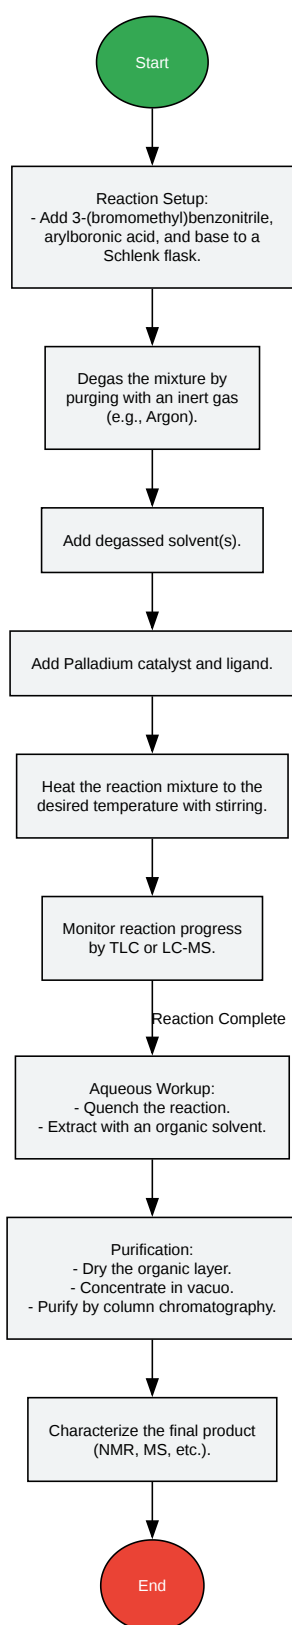 Start
Reaction Setup:
- Add 3-(bromomethyl)benzonitrile,
arylboronic acid, and base to a
Schlenk flask.
Degas the mixture by
purging with an inert gas
(e.g., Argon).
Add degassed solvent(s).
Add Palladium catalyst and ligand.
Heat the reaction mixture to the
desired temperature with stirring.
Monitor reaction progress
by TLC or LC-MS.
Reaction Complete
Aqueous Workup:
- Quench the reaction.
- Extract with an organic solvent.
Purification:
- Dry the organic layer.
- Concentrate in vacuo.
- Purify by column chromatography.
Characterize the final product
(NMR, MS, etc.).
End